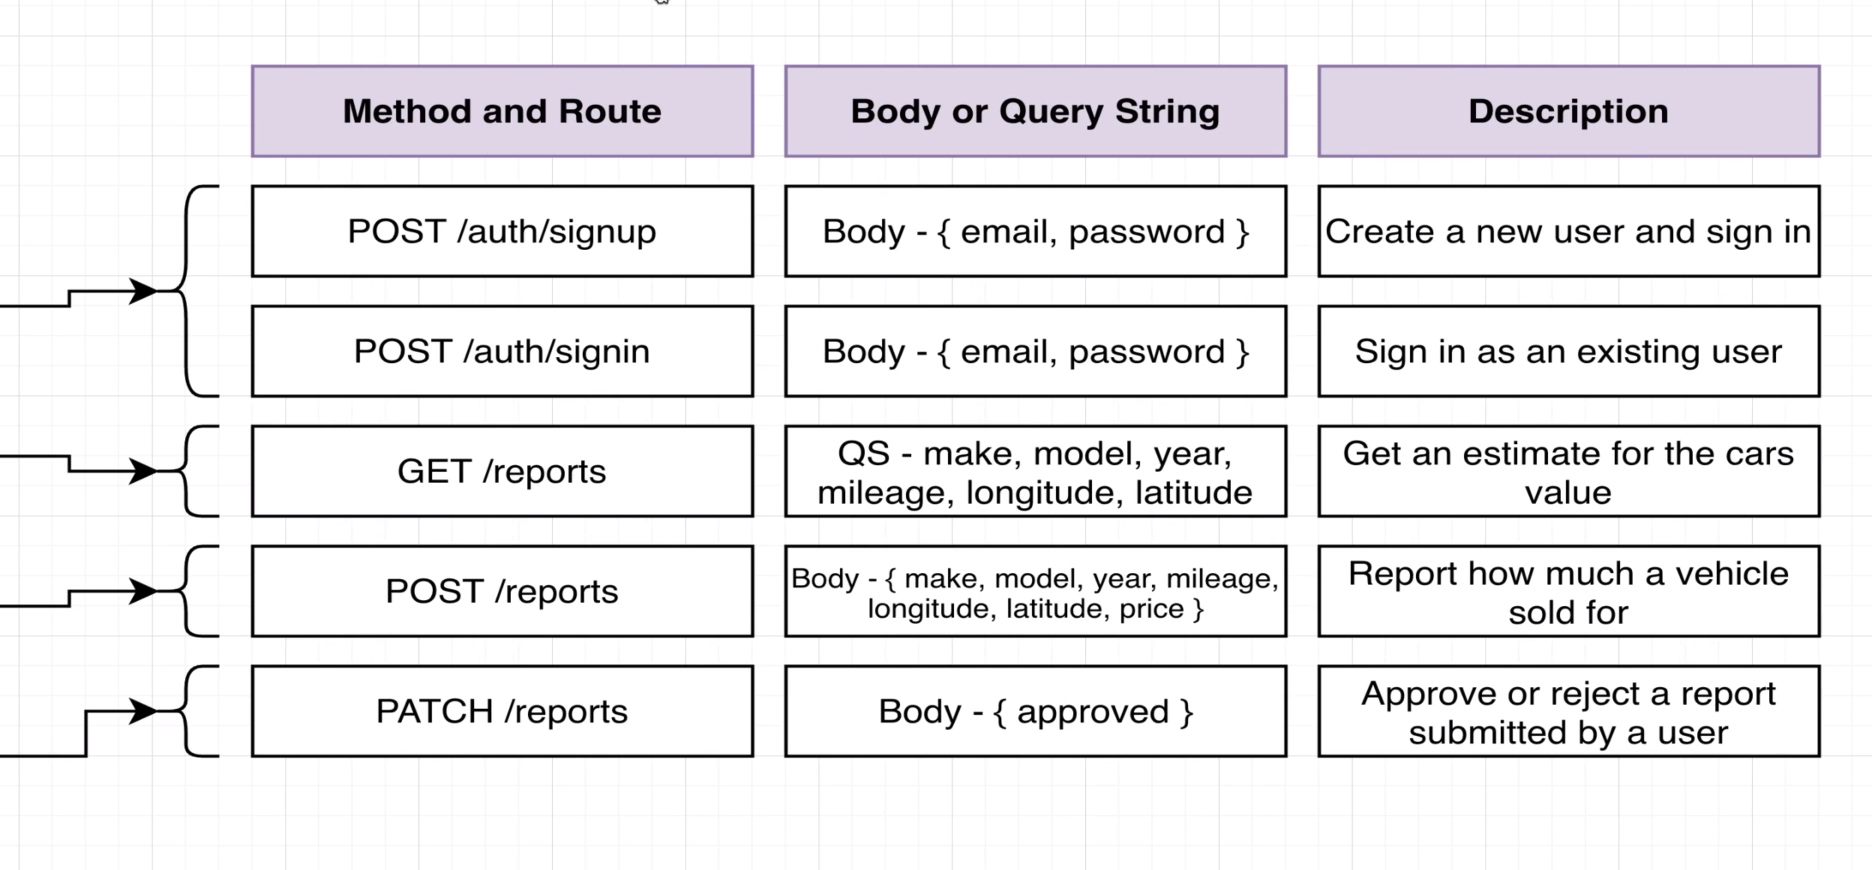 Method and Route
Body or Query String
Description
POST /auth/signup
Body - { email, password }
Create a new user and sign in
POST /auth/signin
Body - { email, password }
Sign in as an existing user
GET /reports
QS - make, model, year,
mileage, longitude, latitude
Get an estimate for the cars
value
POST /reports
Body - { make, model, year, mileage,
longitude, latitude, price }
Report how much a vehicle
sold for
PATCH /reports
Body - { approved }
Approve or reject a report
submitted by a user